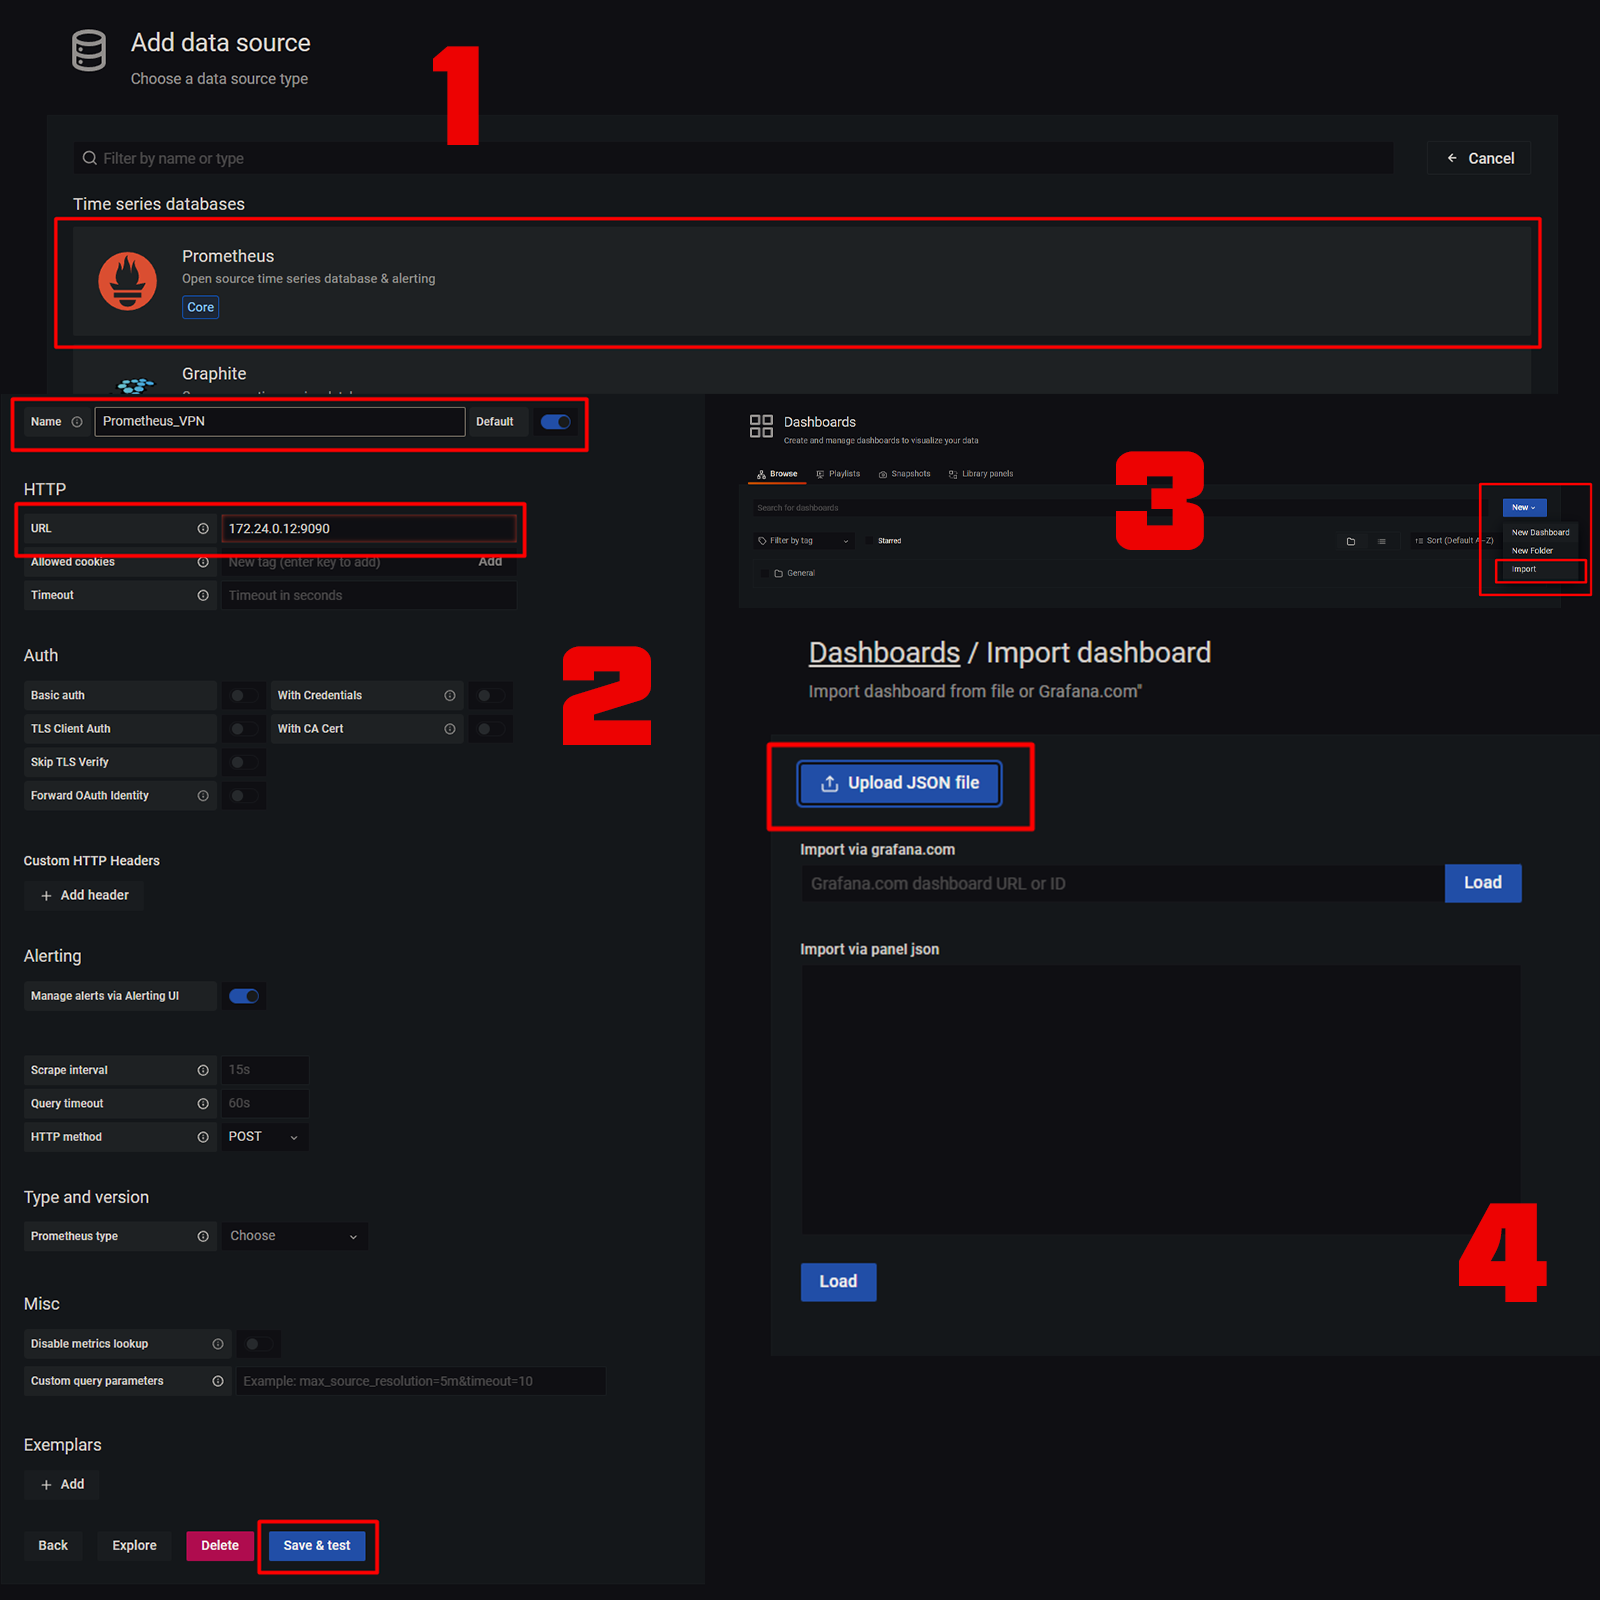 Add data source
Choose a data source type
1
Filter by name or type
Cancel
Time series databases
Prometheus
Open source time series database & alerting
Core
Graphite
Name
Prometheus_VPN
Default
HTTP
URL
172.24.0.12:9090
Allowed cookies
New tag (enter key to add)
Add
Timeout
Timeout in seconds
Auth
Basic auth
With Credentials
TLS Client Auth
With CA Cert
Skip TLS Verify
Forward OAuth Identity
2
Custom HTTP Headers
+ Add header
Alerting
Manage alerts via Alerting UI
Scrape interval
15s
Query timeout
60s
HTTP method
POST
Type and version
Prometheus type
Choose
Misc
Disable metrics lookup
Custom query parameters
Example: max_source_resolution=5m&timeout=10
Exemplars
+ Add
Back
Explore
Delete
Save & test
Dashboards
Create and manage dashboards to visualize your data
Browse
Playlists
Snapshots
Library panels
3
Search for dashboards
New
New Dashboard
New Folder
Import
Filter by tag
Starred
Sort (Default A–Z)
General
Dashboards / Import dashboard
Import dashboard from file or Grafana.com"
Upload JSON file
Import via grafana.com
Grafana.com dashboard URL or ID
Load
Import via panel json
4
Load